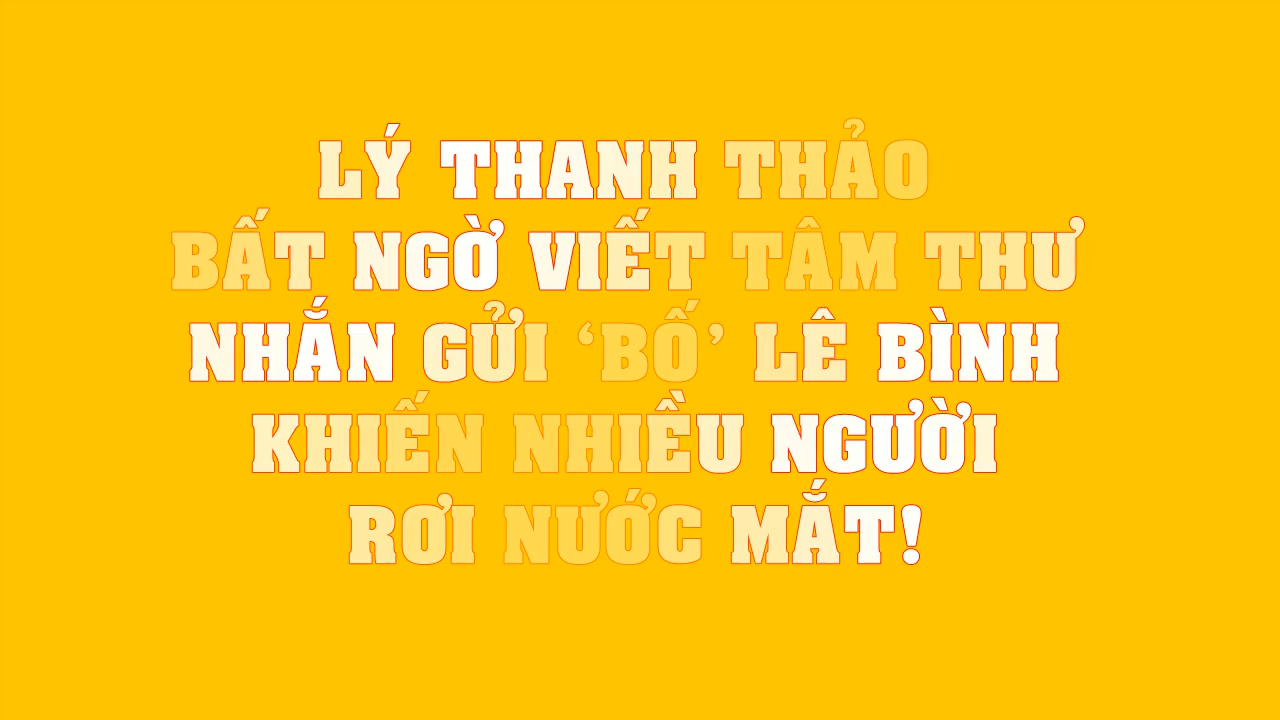 LÝ THANH THẢO
BẤT NGỜ VIẾT TÂM THƯ
NHẮN GỬI ‘BỐ’ LÊ BÌNH
KHIẾN NHIỀU NGƯỜI
RƠI NƯỚC MẮT!